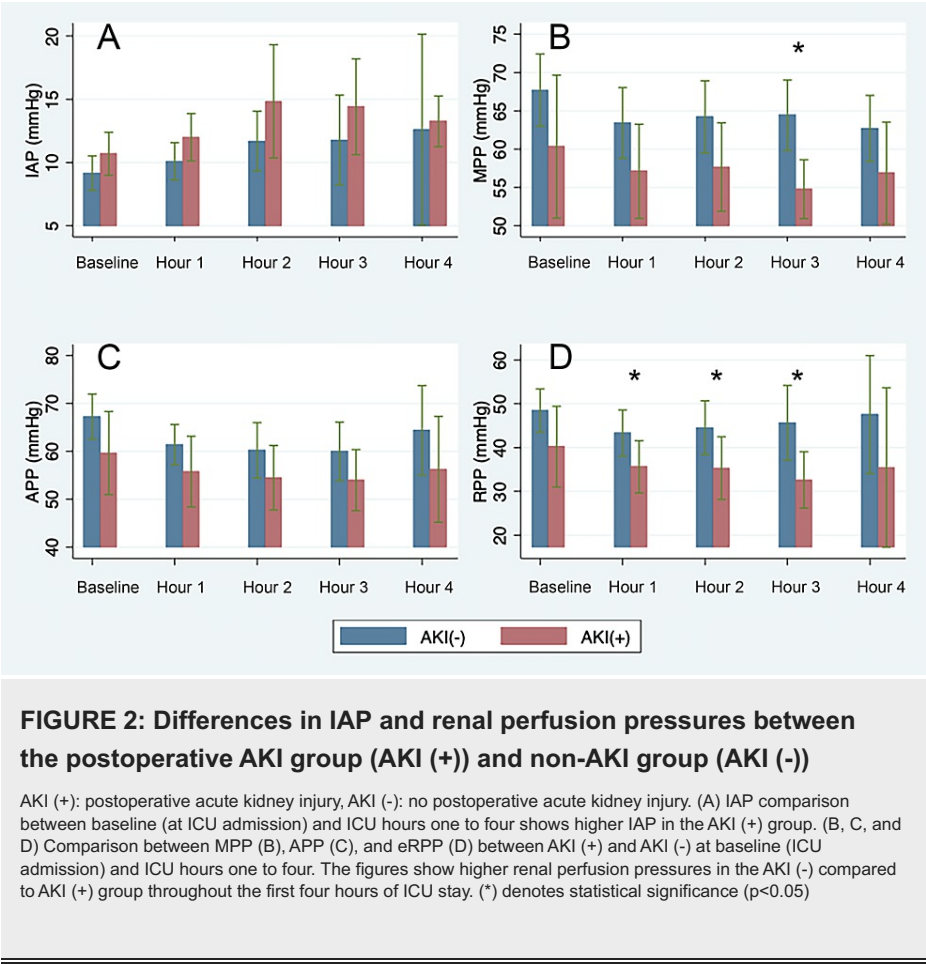 A
IAP (mmHg)
20
15
10
5
Baseline Hour 1 Hour 2 Hour 3 Hour 4
B
*
MPP (mmHg)
75
70
65
60
55
50
Baseline Hour 1 Hour 2 Hour 3 Hour 4
C
APP (mmHg)
80
70
60
50
40
Baseline Hour 1 Hour 2 Hour 3 Hour 4
D
* * *
RPP (mmHg)
60
50
40
30
20
Baseline Hour 1 Hour 2 Hour 3 Hour 4
AKI(-) AKI(+)
FIGURE 2: Differences in IAP and renal perfusion pressures between
the postoperative AKI group (AKI (+)) and non-AKI group (AKI (-))
AKI (+): postoperative acute kidney injury, AKI (-): no postoperative acute kidney injury. (A) IAP comparison
between baseline (at ICU admission) and ICU hours one to four shows higher IAP in the AKI (+) group. (B, C, and
D) Comparison between MPP (B), APP (C), and eRPP (D) between AKI (+) and AKI (-) at baseline (ICU
admission) and ICU hours one to four. The figures show higher renal perfusion pressures in the AKI (-) compared
to AKI (+) group throughout the first four hours of ICU stay. (*) denotes statistical significance (p<0.05)